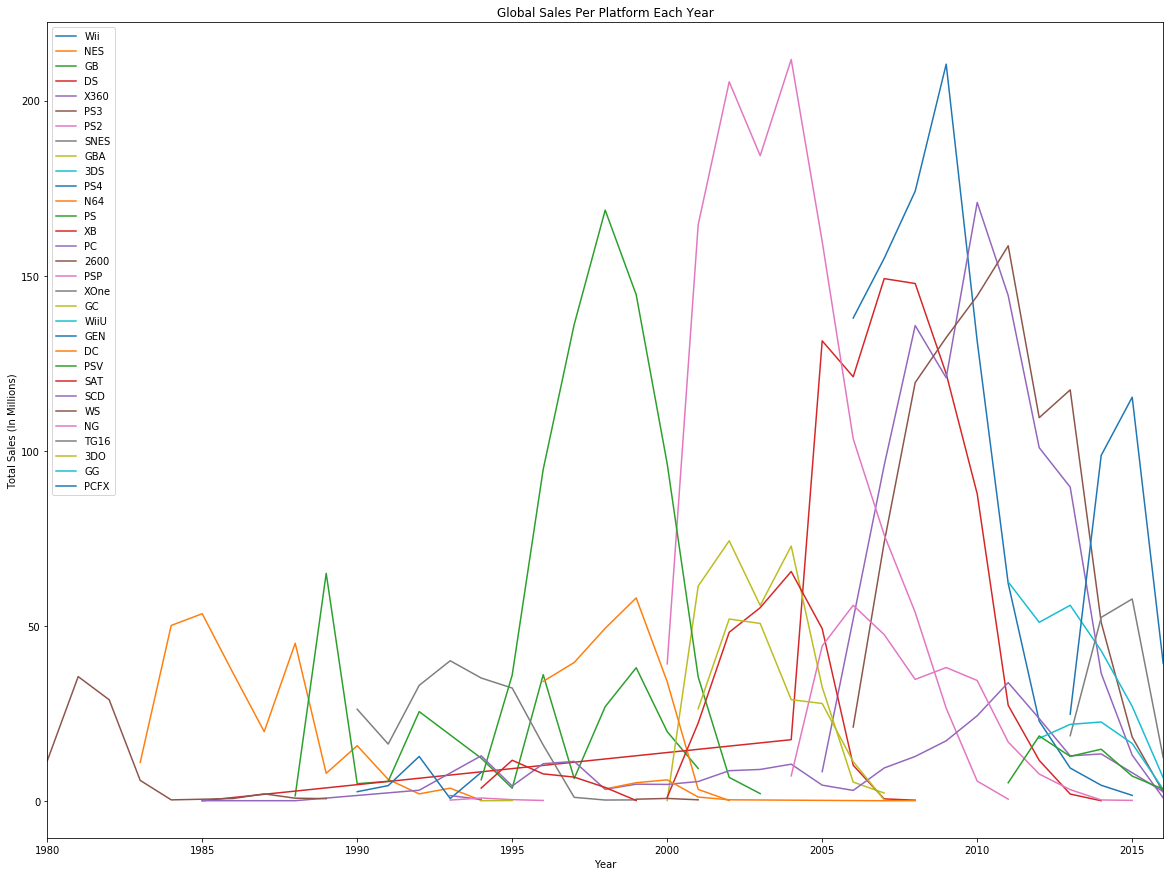 Global Sales Per Platform Each Year
Wii
NES
GB
DS
X360
PS3
PS2
SNES
GBA
3DS
PS4
N64
PS
XB
PC
2600
PSP
XOne
GC
WiiU
GEN
DC
PSV
SAT
SCD
WS
NG
TG16
3DO
GG
PCFX
Total Sales (In Millions)
200
150
100
50
0
1980 1985 1990 1995 2000 2005 2010 2015
Year